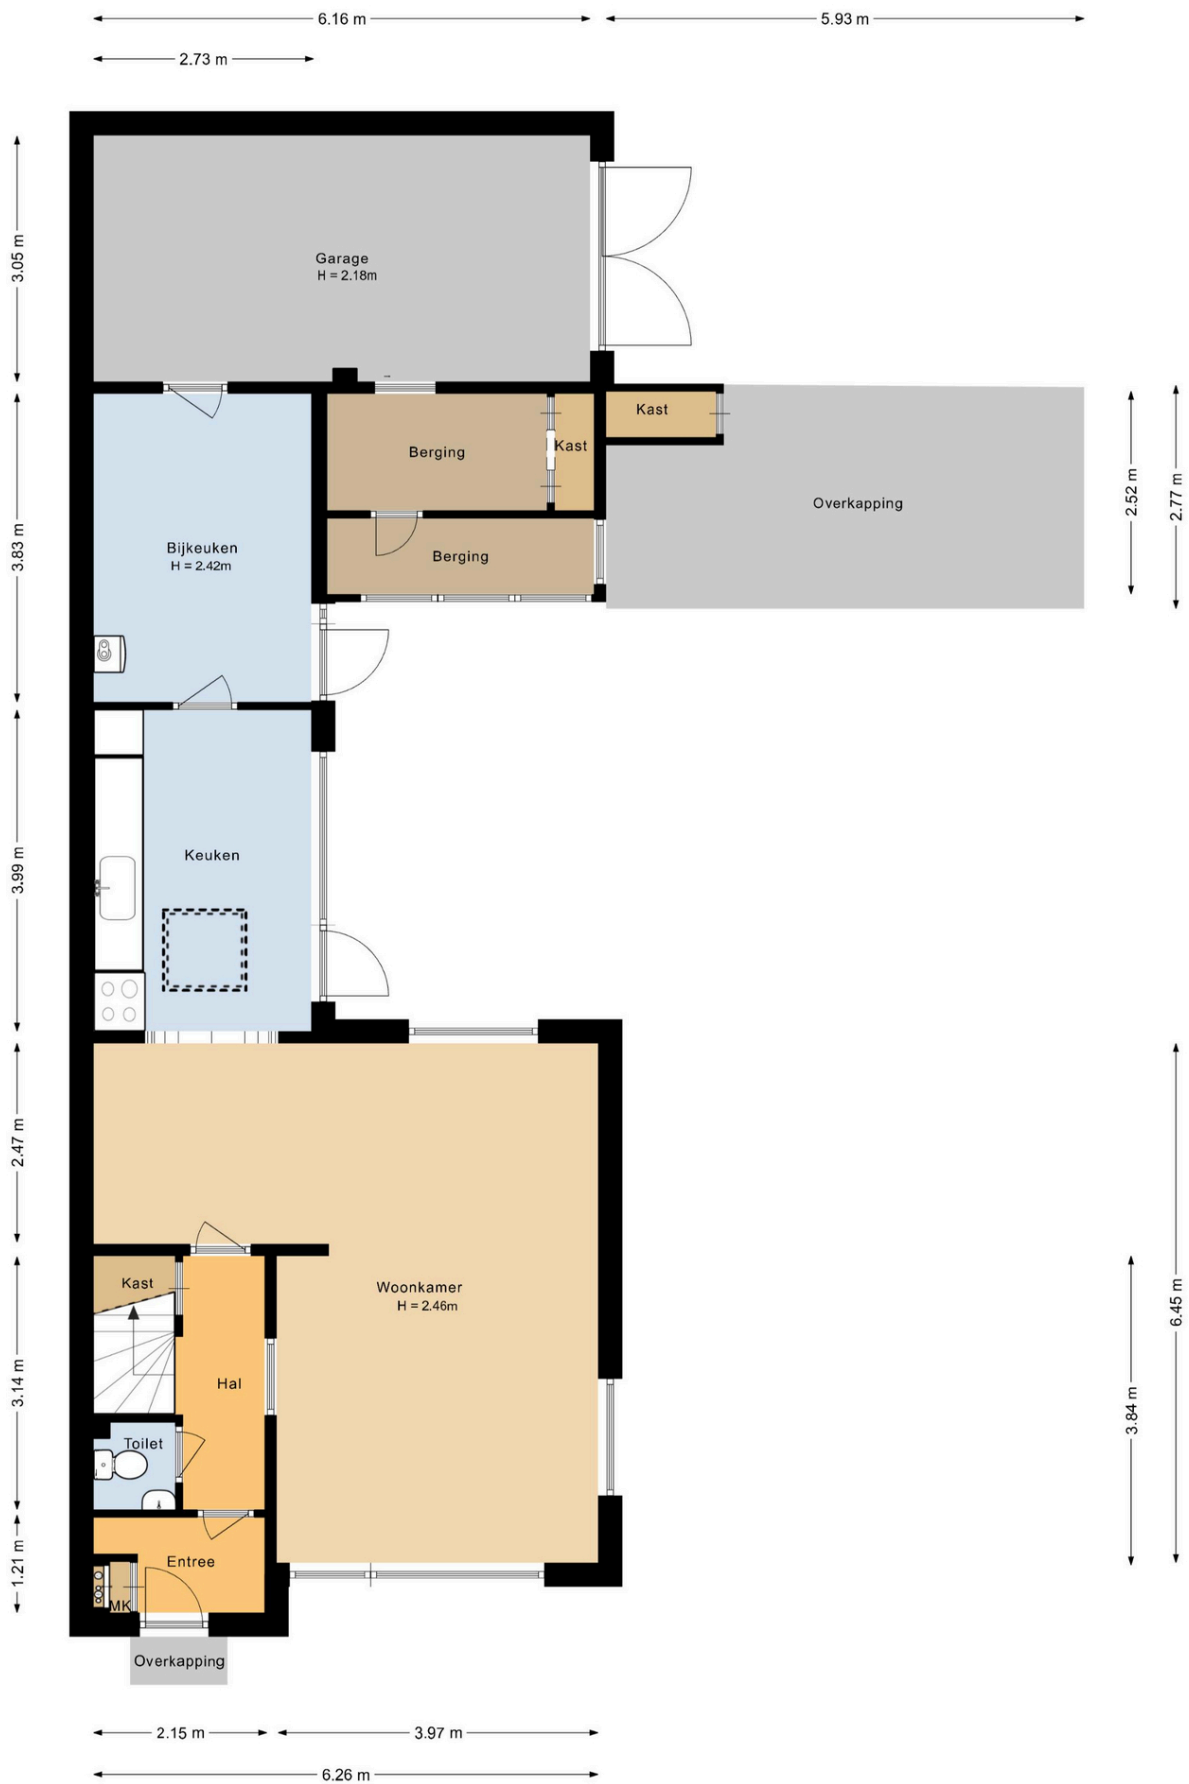 6.16 m
5.93 m
2.73 m
3.05 m
Garage
H = 2.18m
Kast
Berging
Kast
2.52 m
2.77 m
Overkapping
3.83 m
Bijkeuken
H = 2.42m
Berging
3.99 m
Keuken
2.47 m
Kast
Woonkamer
H = 2.46m
6.45 m
3.14 m
Hal
3.84 m
Toilet
1.21 m
Entree
MK
Overkapping
2.15 m
3.97 m
6.26 m